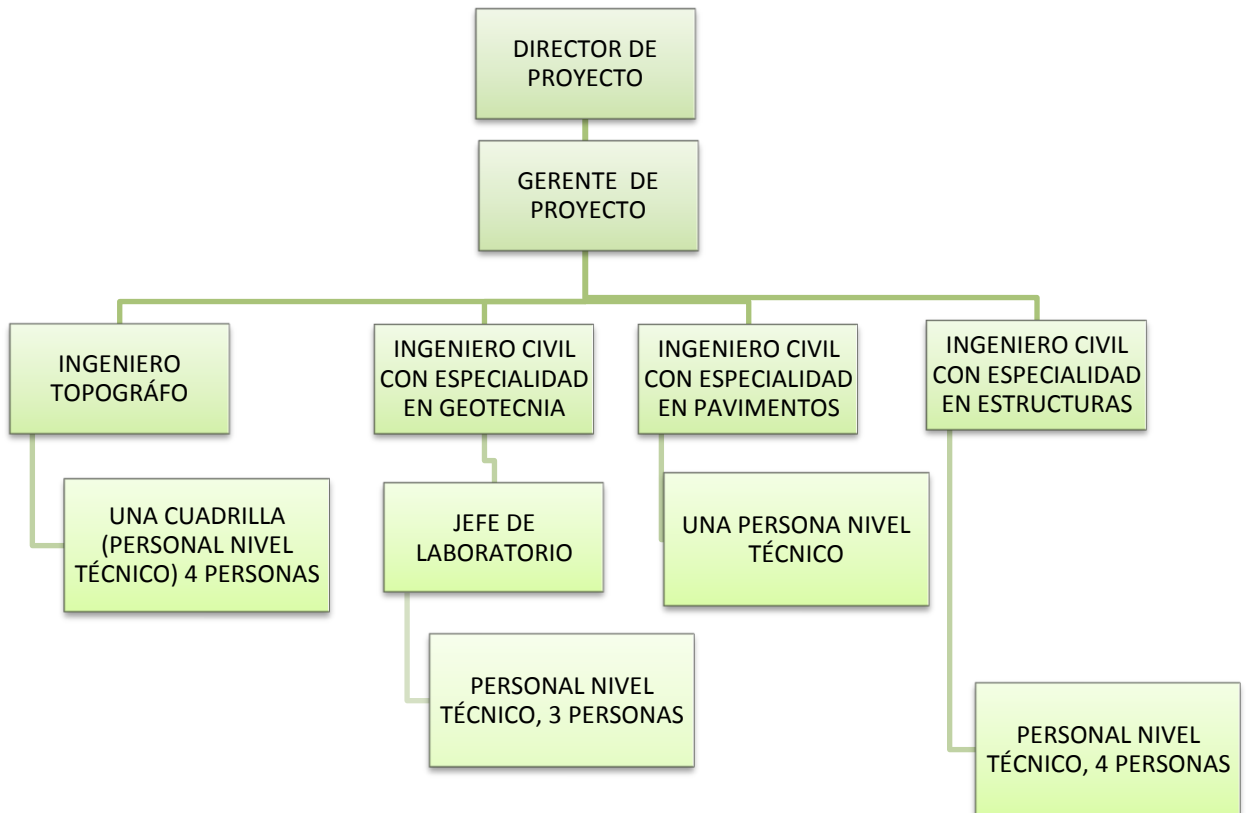 DIRECTOR DE
PROYECTO
GERENTE DE
PROYECTO
INGENIERO
TOPOGRÁFO
INGENIERO CIVIL
CON ESPECIALIDAD
EN GEOTECNIA
INGENIERO CIVIL
CON ESPECIALIDAD
EN PAVIMENTOS
INGENIERO CIVIL
CON ESPECIALIDAD
EN ESTRUCTURAS
UNA CUADRILLA
(PERSONAL NIVEL
TÉCNICO) 4 PERSONAS
JEFE DE
LABORATORIO
UNA PERSONA NIVEL
TÉCNICO
PERSONAL NIVEL
TÉCNICO, 3 PERSONAS
PERSONAL NIVEL
TÉCNICO, 4 PERSONAS